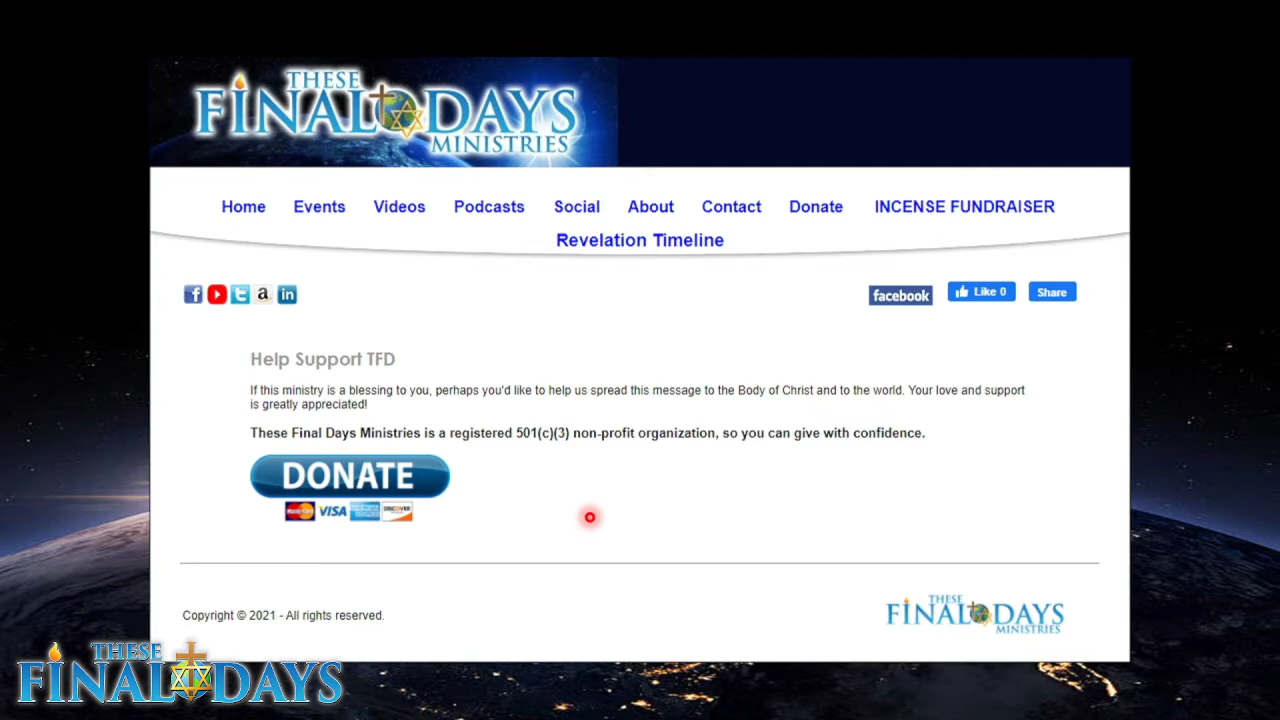 THESE
FINAL DAYS
MINISTRIES
Home Events Videos Podcasts Social About Contact Donate INCENSE FUNDRAISER
Revelation Timeline
facebook Like 0 Share
Help Support TFD
If this ministry is a blessing to you, perhaps you'd like to help us spread this message to the Body of Christ and to the world. Your love and support
is greatly appreciated!
These Final Days Ministries is a registered 501(c)(3) non-profit organization, so you can give with confidence.
DONATE
MasterCard VISA AMERICAN EXPRESS DISCOVER
Copyright © 2021 - All rights reserved.
THESE
FINAL DAYS
MINISTRIES
THESE
FINAL DAYS